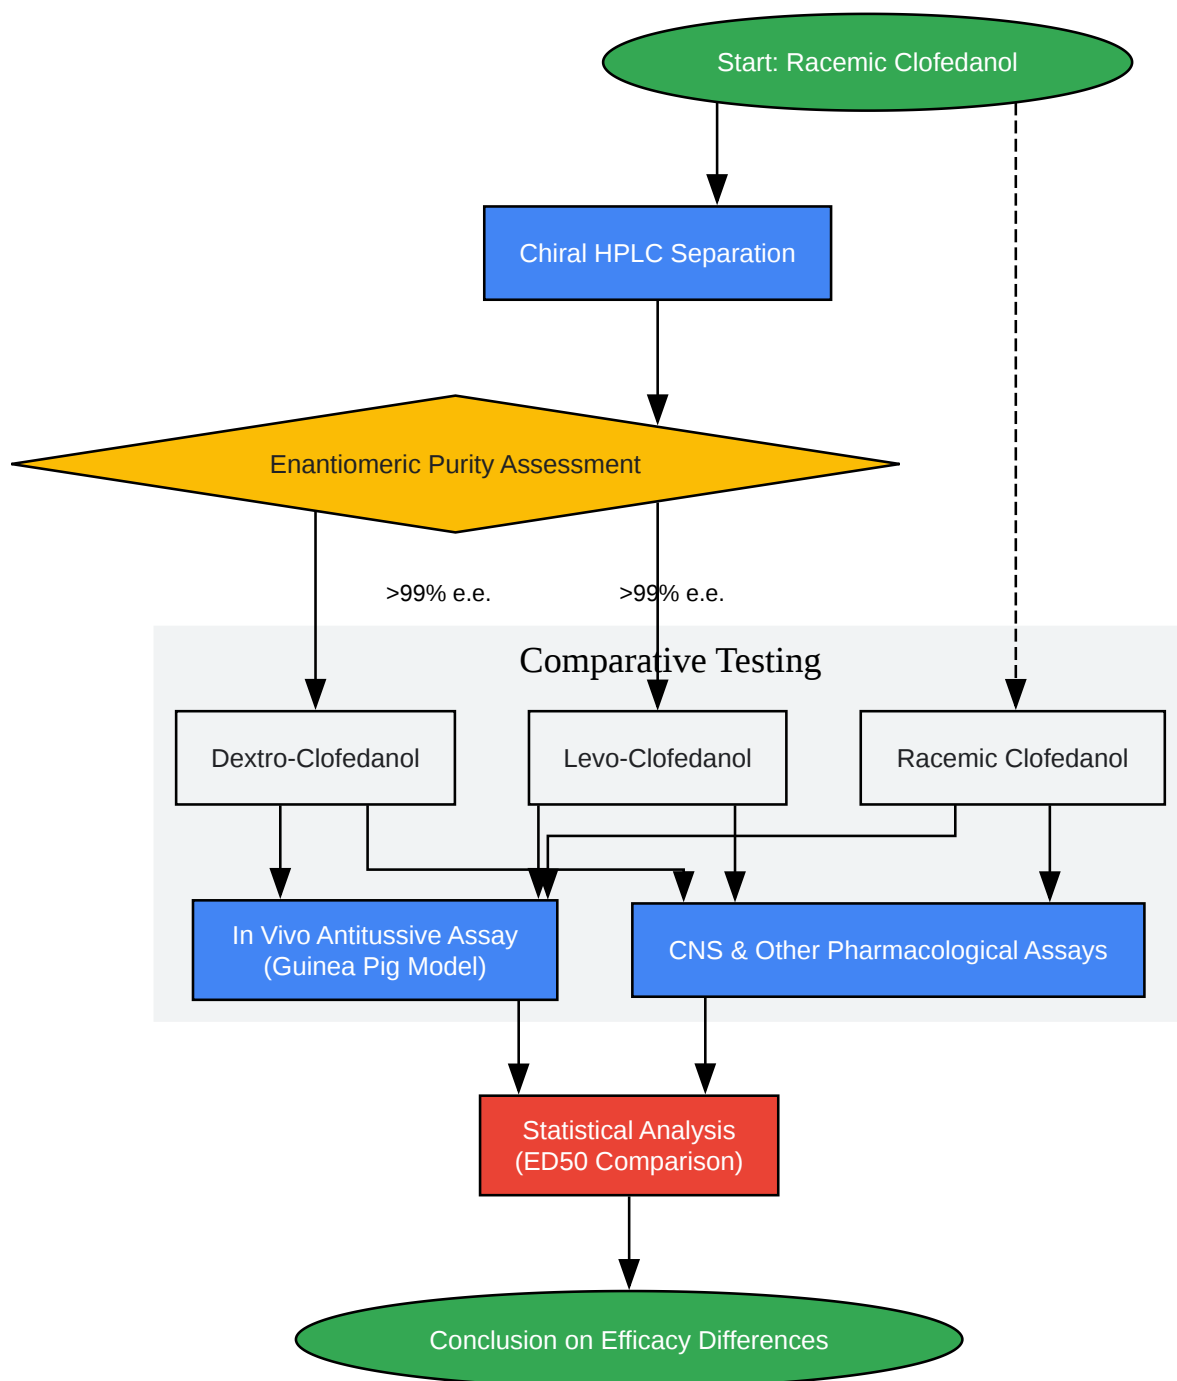 Start: Racemic Clofedanol
Chiral HPLC Separation
Enantiomeric Purity Assessment
>99% e.e.
>99% e.e.
Comparative Testing
Dextro-Clofedanol
Levo-Clofedanol
Racemic Clofedanol
In Vivo Antitussive Assay
(Guinea Pig Model)
CNS & Other Pharmacological Assays
Statistical Analysis
(ED50 Comparison)
Conclusion on Efficacy Differences